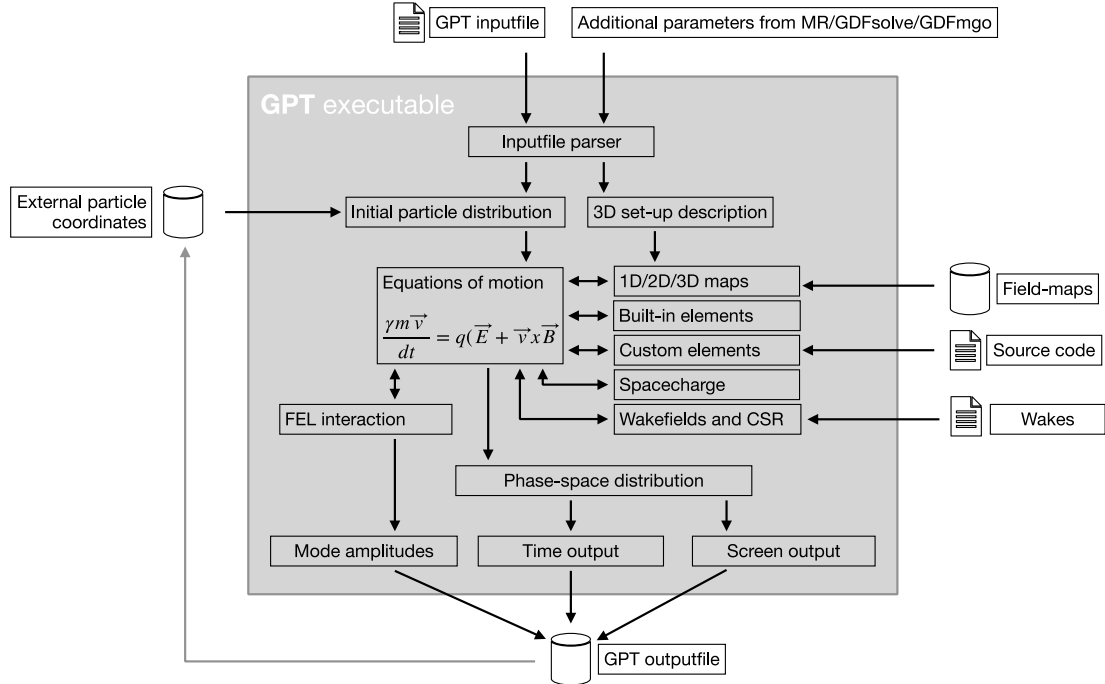 GPT inputfile
Additional parameters from MR/GDFsolve/GDFmgo
GPT executable
Inputfile parser
External particle
coordinates
Initial particle distribution
3D set-up description
Equations of motion
γm v⃗ / dt = q(E⃗ + v⃗ x B⃗
1D/2D/3D maps
Field-maps
Built-in elements
Custom elements
Source code
Spacecharge
FEL interaction
Wakefields and CSR
Wakes
Phase-space distribution
Mode amplitudes
Time output
Screen output
GPT outputfile